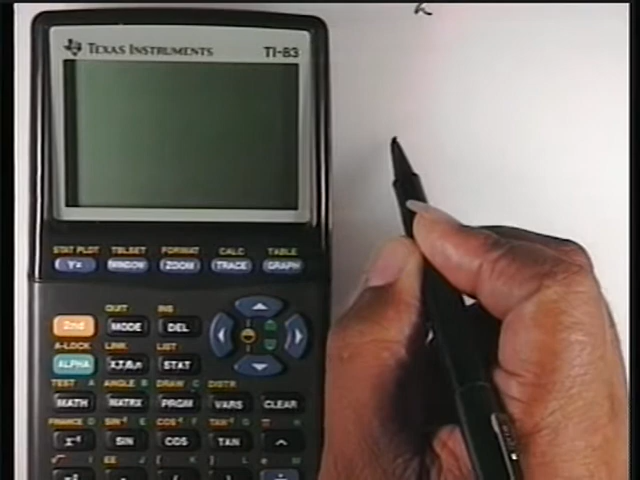 TEXAS INSTRUMENTS TI-83
STAT PLOT TBLSET FORMAT CALC TABLE
Y= WINDOW ZOOM TRACE GRAPH
QUIT INS
2nd MODE DEL
A-LOCK LINK LIST
ALPHA X,T,θ,n STAT
TEST A ANGLE B DRAW C DISTR
MATH MATRX PRGM VARS CLEAR
FINANCE D SIN⁻¹ E COS⁻¹ F TAN⁻¹ G π H
x⁻¹ SIN COS TAN ^
√ I EE J { K } L e M
x² , ( ) ÷